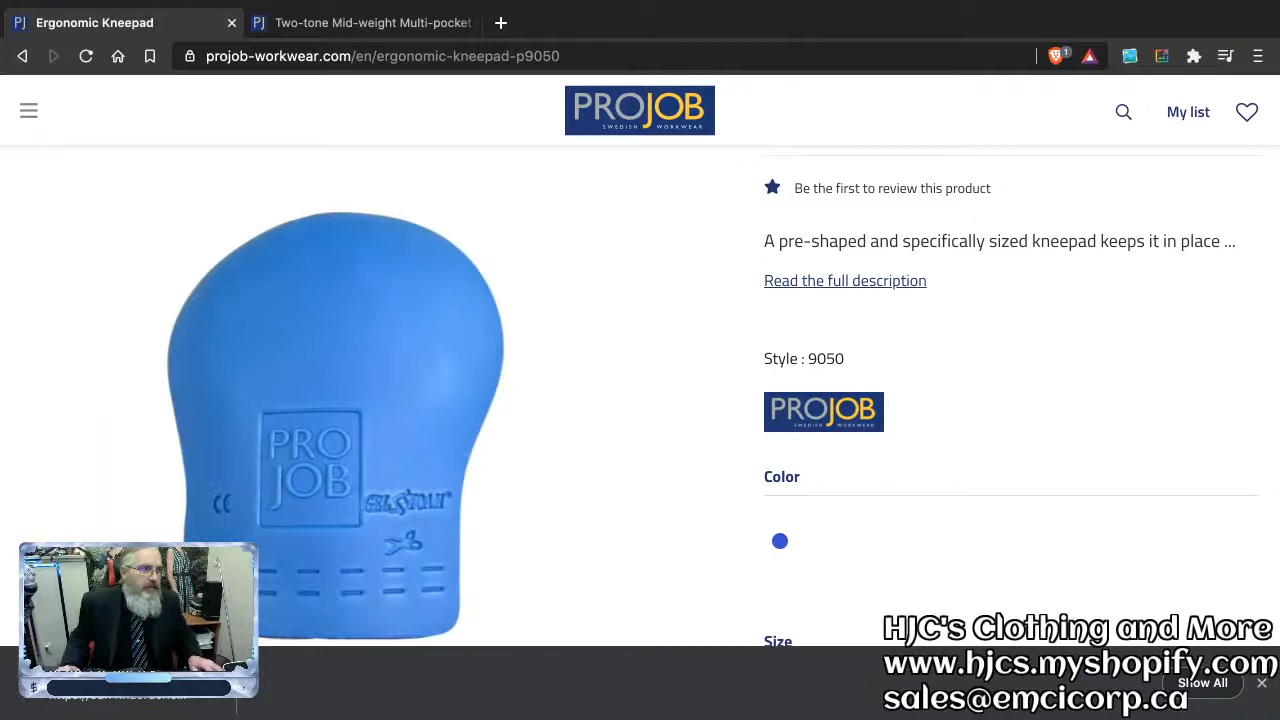 Ergonomic Kneepad
Two-tone Mid-weight Multi-pocket
projob-workwear.com/en/ergonomic-kneepad-p9050
1
PROJOB
SWEDISH WORKWEAR
My list
Be the first to review this product
A pre-shaped and specifically sized kneepad keeps it in place ...
Read the full description
Style : 9050
PROJOB
SWEDISH WORKWEAR
Color
PRO
JOB
CE
Size
HJC's Clothing and More
www.hjcs.myshopify.com
Show All
sales@emcicorp.ca